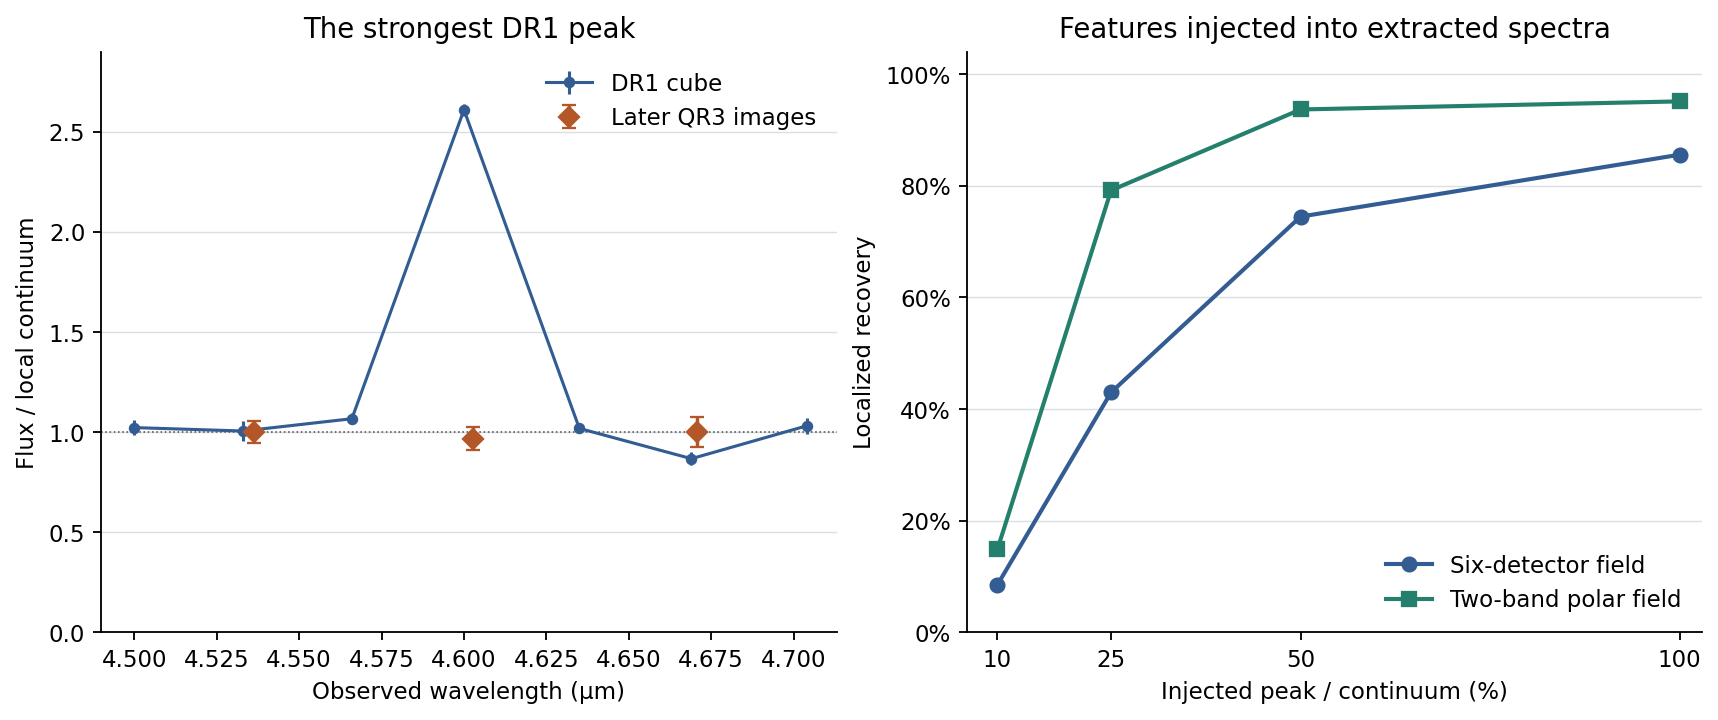 The strongest DR1 peak
DR1 cube
Later QR3 images
Flux / local continuum
2.5
2.0
1.5
1.0
0.5
0.0
4.500 4.525 4.550 4.575 4.600 4.625 4.650 4.675 4.700
Observed wavelength (μm)
Features injected into extracted spectra
Localized recovery
100%
80%
60%
40%
20%
0%
Six-detector field
Two-band polar field
10 25 50 100
Injected peak / continuum (%)